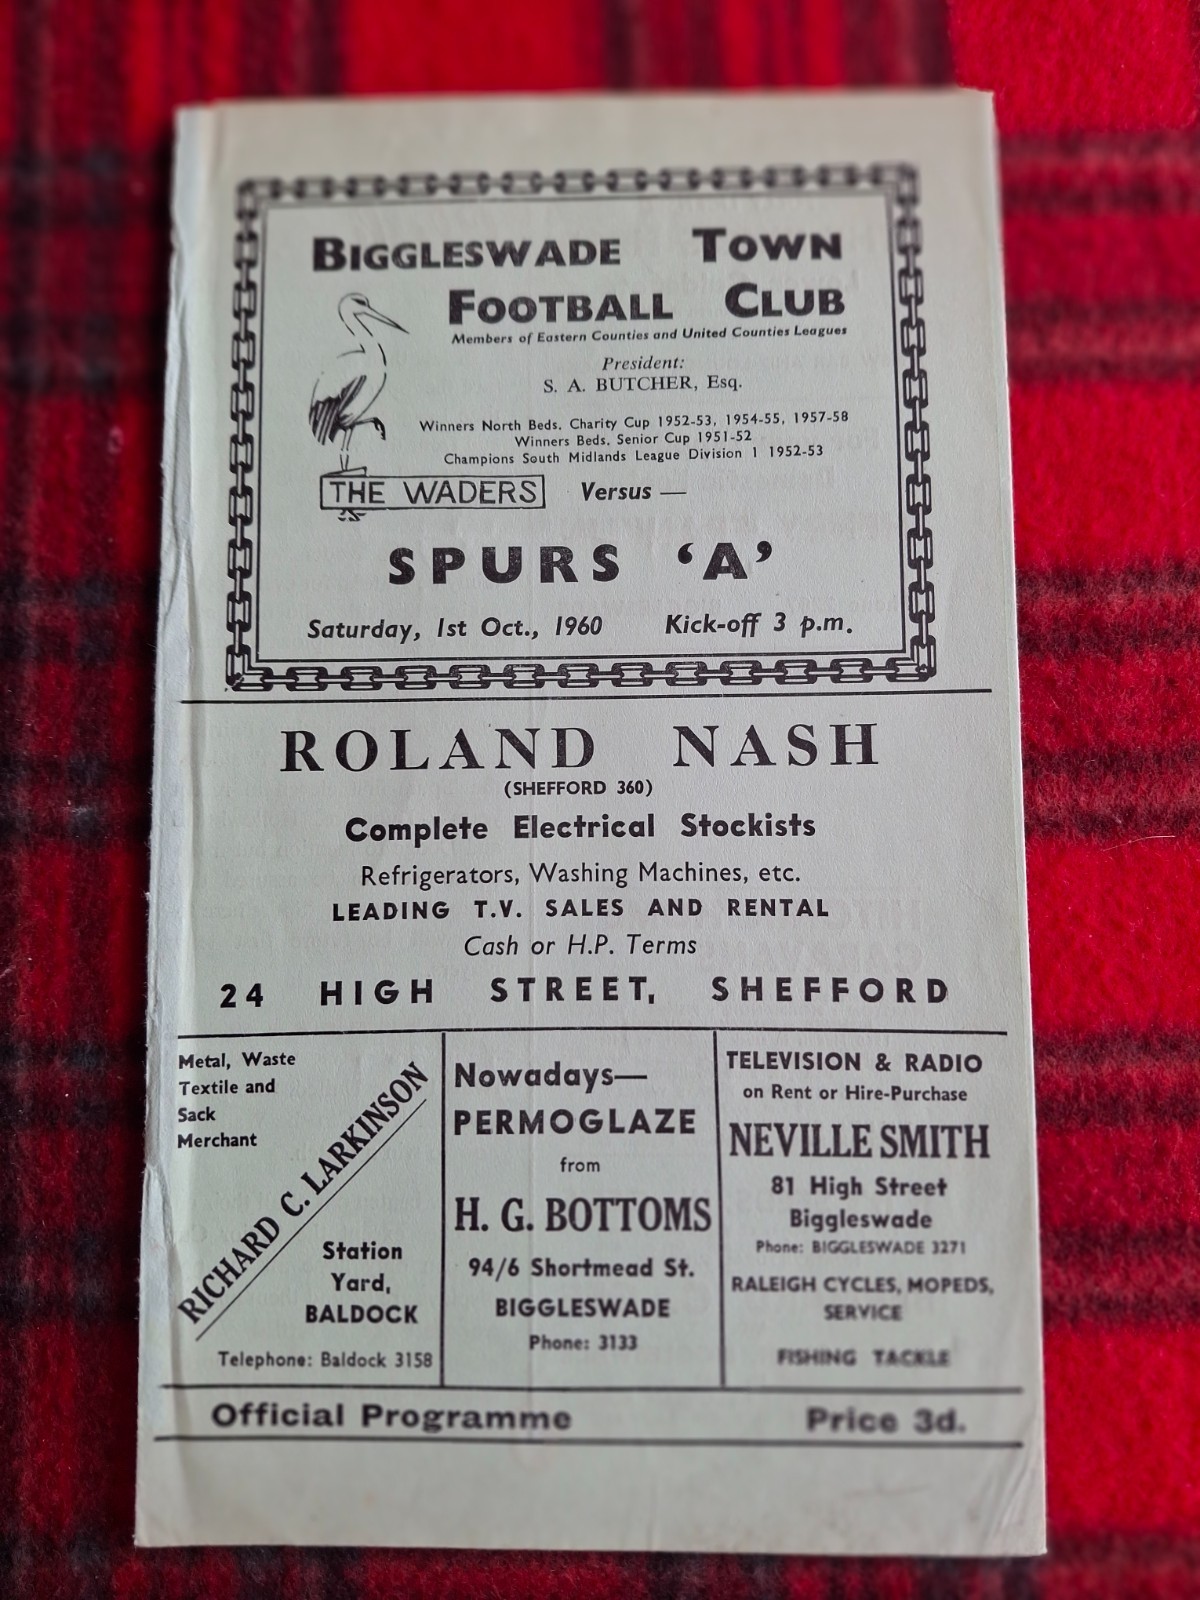 BIGGLESWADE TOWN
FOOTBALL CLUB
Members of Eastern Counties and United Counties Leagues
President:
S. A. BUTCHER, Esq.
Winners North Beds. Charity Cup 1952-53, 1954-55, 1957-58
Winners Beds. Senior Cup 1951-52
Champions South Midlands League Division 1 1952-53
THE WADERS Versus —
SPURS ‘A’
Saturday, 1st Oct., 1960 Kick-off 3 p.m.
ROLAND NASH
(SHEFFORD 360)
Complete Electrical Stockists
Refrigerators, Washing Machines, etc.
LEADING T.V. SALES AND RENTAL
Cash or H.P. Terms
24 HIGH STREET, SHEFFORD
Metal, Waste
Textile and
Sack
Merchant
RICHARD C. LARKINSON
Station
Yard,
BALDOCK
Telephone: Baldock 3158
Nowadays—
PERMOGLAZE
from
H. G. BOTTOMS
94/6 Shortmead St.
BIGGLESWADE
Phone: 3133
TELEVISION & RADIO
on Rent or Hire-Purchase
NEVILLE SMITH
81 High Street
Biggleswade
Phone: BIGGLESWADE 3271
RALEIGH CYCLES, MOPEDS,
SERVICE
FISHING TACKLE
Official Programme Price 3d.